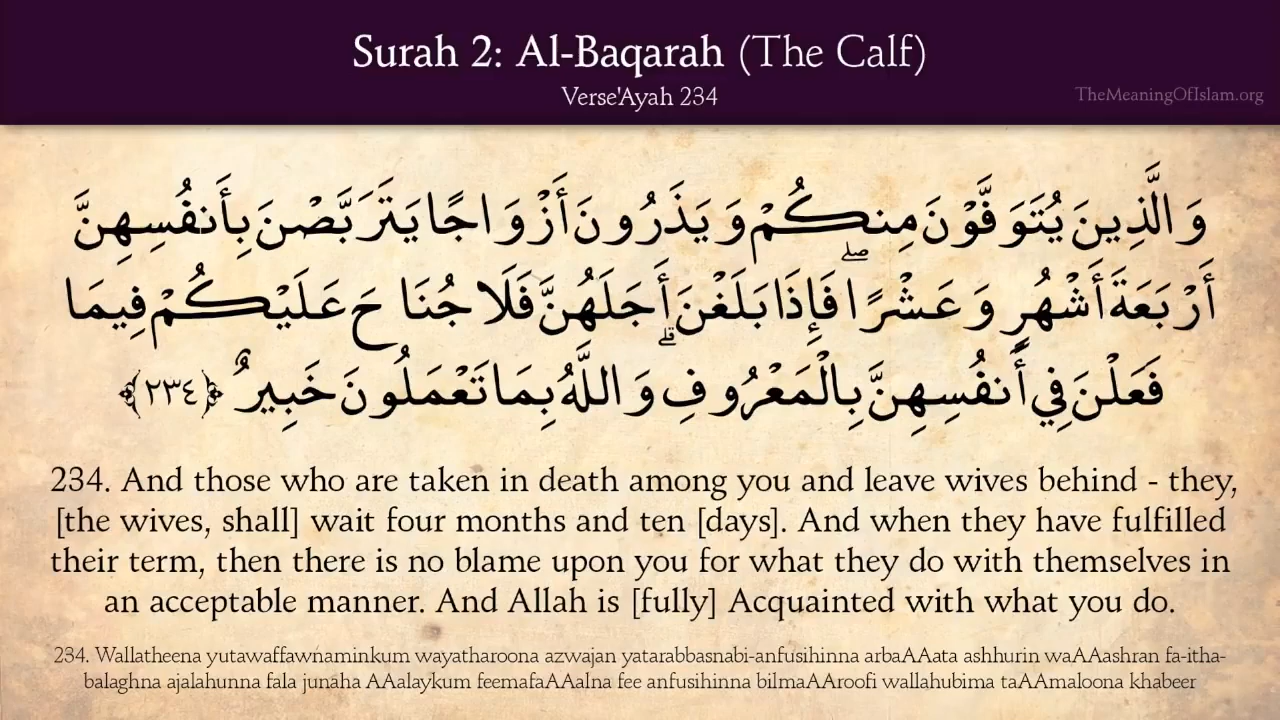 Surah 2: Al-Baqarah (The Calf)
Verse'Ayah 234
TheMeaningOfIslam.org
وَالَّذِينَ يُتَوَفَّوْنَ مِنكُمْ وَيَذَرُونَ أَزْوَاجًا يَتَرَبَّصْنَ بِأَنفُسِهِنَّ
أَرْبَعَةَ أَشْهُرٍ وَعَشْرًا ۖ فَإِذَا بَلَغْنَ أَجَلَهُنَّ فَلَا جُنَاحَ عَلَيْكُمْ فِيمَا
فَعَلْنَ فِي أَنفُسِهِنَّ بِالْمَعْرُوفِ ۗ وَاللَّهُ بِمَا تَعْمَلُونَ خَبِيرٌ ﴿٢٣٤﴾
234. And those who are taken in death among you and leave wives behind - they,
[the wives, shall] wait four months and ten [days]. And when they have fulfilled
their term, then there is no blame upon you for what they do with themselves in
an acceptable manner. And Allah is [fully] Acquainted with what you do.
234. Wallatheena yutawaffawnaminkum wayatharoona azwajan yatarabbasnabi-anfusihinna arbaAAata ashhurin waAAashran fa-itha-
balaghna ajalahunna fala junaha AAalaykum feemafaAAalna fee anfusihinna bilmaAAroofi wallahubima taAAmaloona khabeer